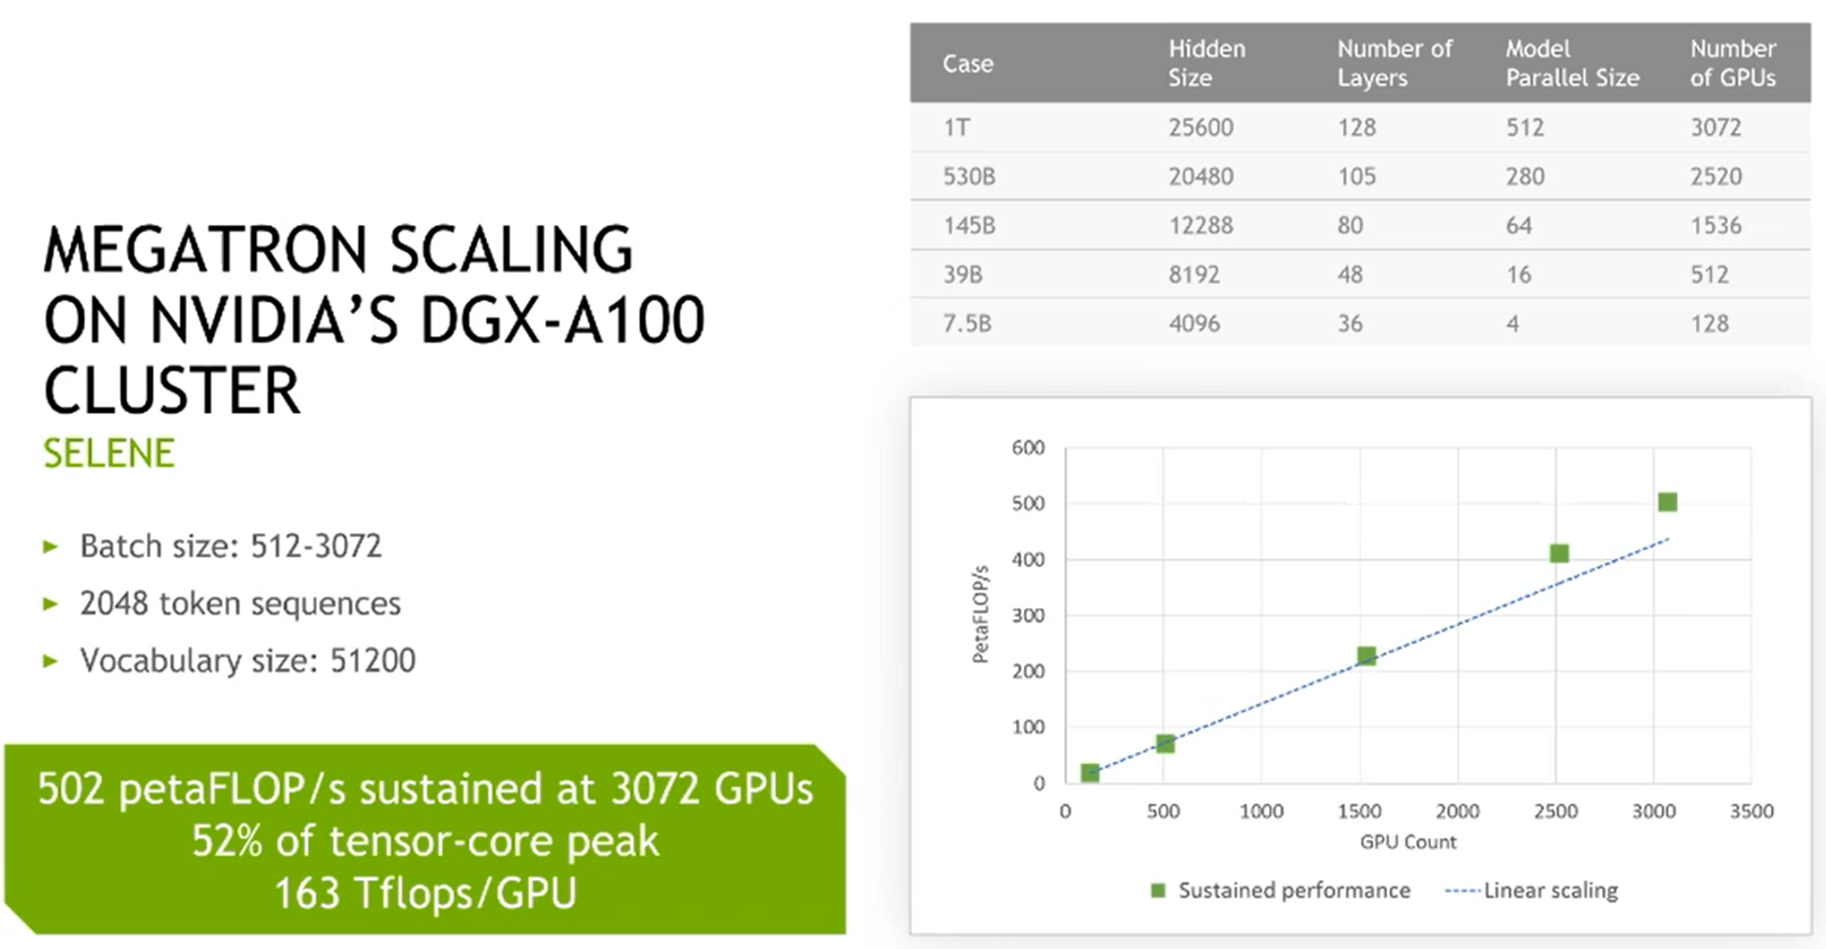 MEGATRON SCALING
ON NVIDIA’S DGX-A100
CLUSTER
SELENE
► Batch size: 512-3072
► 2048 token sequences
► Vocabulary size: 51200
502 petaFLOP/s sustained at 3072 GPUs
52% of tensor-core peak
163 Tflops/GPU
Case Hidden Size Number of Layers Model Parallel Size Number of GPUs
1T 25600 128 512 3072
530B 20480 105 280 2520
145B 12288 80 64 1536
39B 8192 48 16 512
7.5B 4096 36 4 128
PetaFLOP/s
600
500
400
300
200
100
0
0 500 1000 1500 2000 2500 3000 3500
GPU Count
Sustained performance Linear scaling